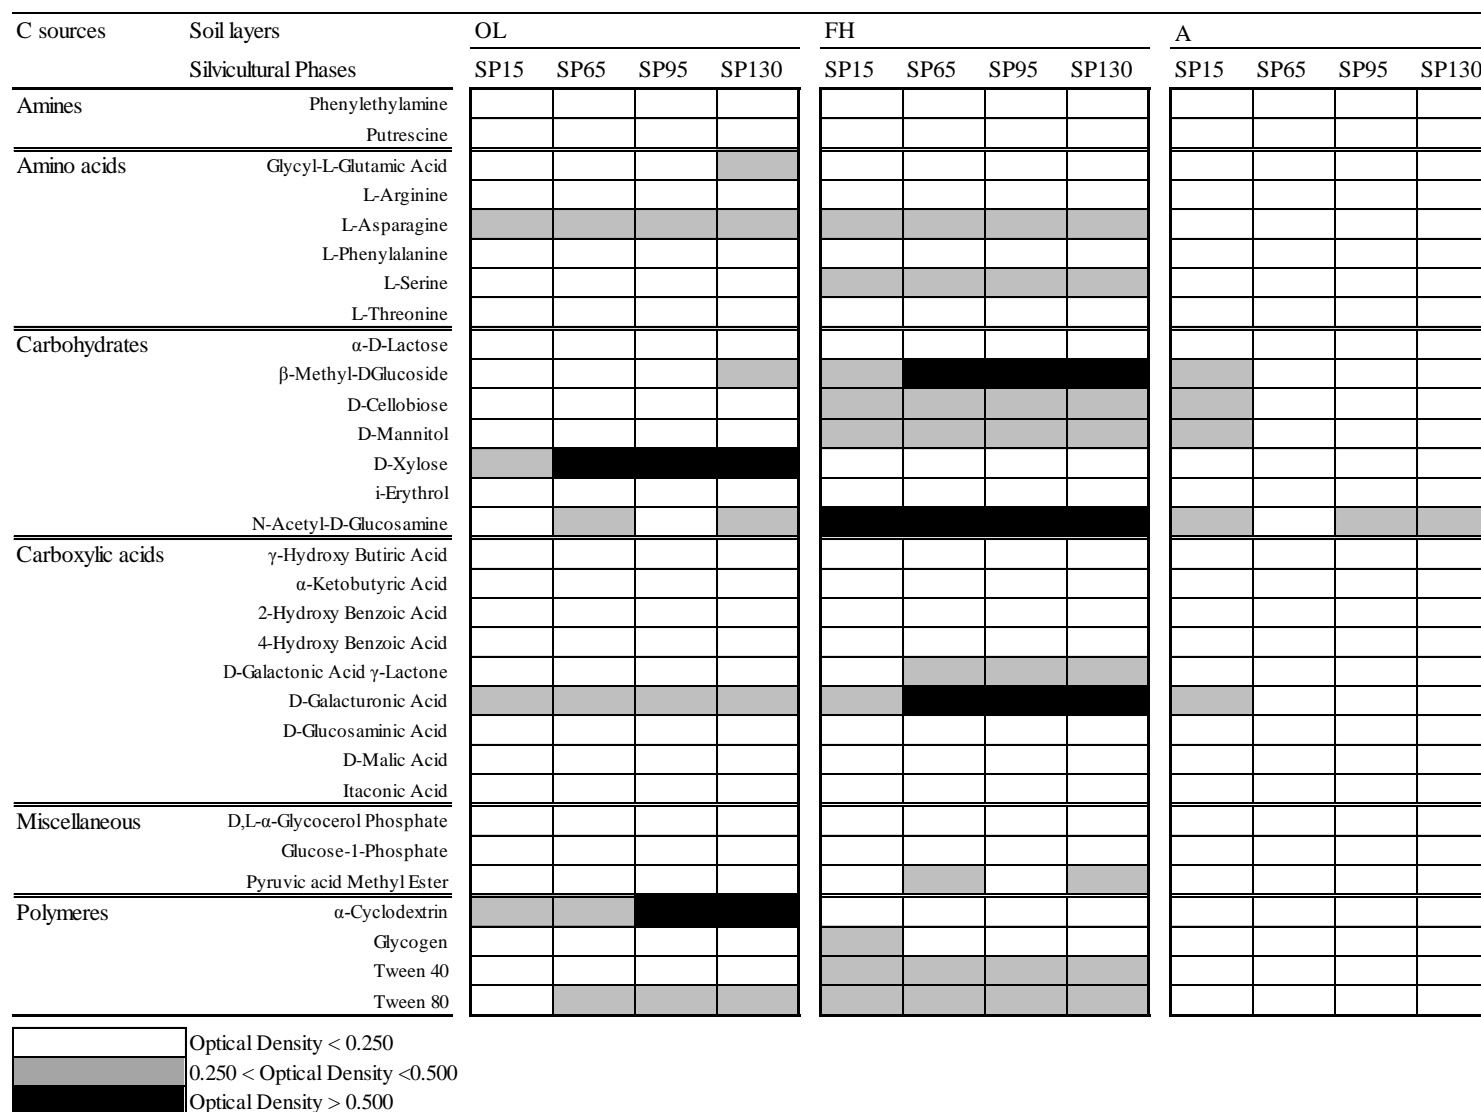 C sources Soil layers OL FH A
Silvicultural Phases SP15 SP65 SP95 SP130 SP15 SP65 SP95 SP130 SP15 SP65 SP95 SP130
Amines Phenylethylamine
Putrescine
Amino acids Glycyl-L-Glutamic Acid
L-Arginine
L-Asparagine
L-Phenylalanine
L-Serine
L-Threonine
Carbohydrates α-D-Lactose
β-Methyl-DGlucoside
D-Cellobiose
D-Mannitol
D-Xylose
i-Erythrol
N-Acetyl-D-Glucosamine
Carboxylic acids γ-Hydroxy Butiric Acid
α-Ketobutyric Acid
2-Hydroxy Benzoic Acid
4-Hydroxy Benzoic Acid
D-Galactonic Acid γ-Lactone
D-Galacturonic Acid
D-Glucosaminic Acid
D-Malic Acid
Itaconic Acid
Miscellaneous D,L-α-Glycocerol Phosphate
Glucose-1-Phosphate
Pyruvic acid Methyl Ester
Polymeres α-Cyclodextrin
Glycogen
Tween 40
Tween 80
Optical Density < 0.250
0.250 < Optical Density <0.500
Optical Density > 0.500